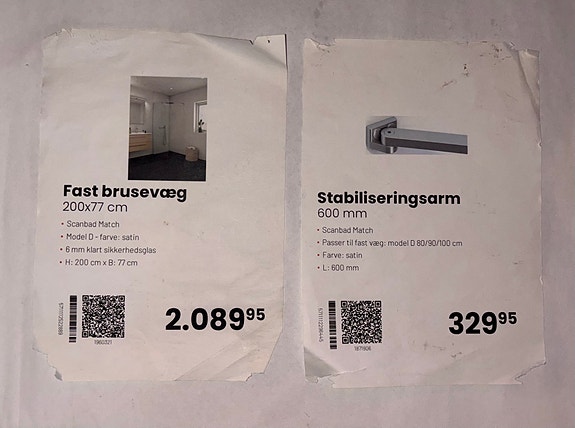 Fast brusevæg
200x77 cm
• Scanbad Match
• Model D - farve: satin
• 6 mm klart sikkerhedsglas
• H: 200 cm x B: 77 cm
1960321
2.089⁹⁵
Stabiliseringsarm
600 mm
• Scanbad Match
• Passer til fast væg: model D 80/90/100 cm
• Farve: satin
• L: 600 mm
1871906
329⁹⁵